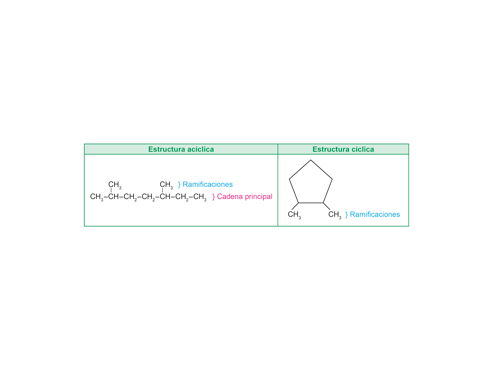 Estructura acíclica
Estructura cíclica
CH₃ CH₃ } Ramificaciones
CH₃–CH–CH₂–CH₂–CH–CH₂–CH₃ } Cadena principal
CH₃ CH₃ } Ramificaciones